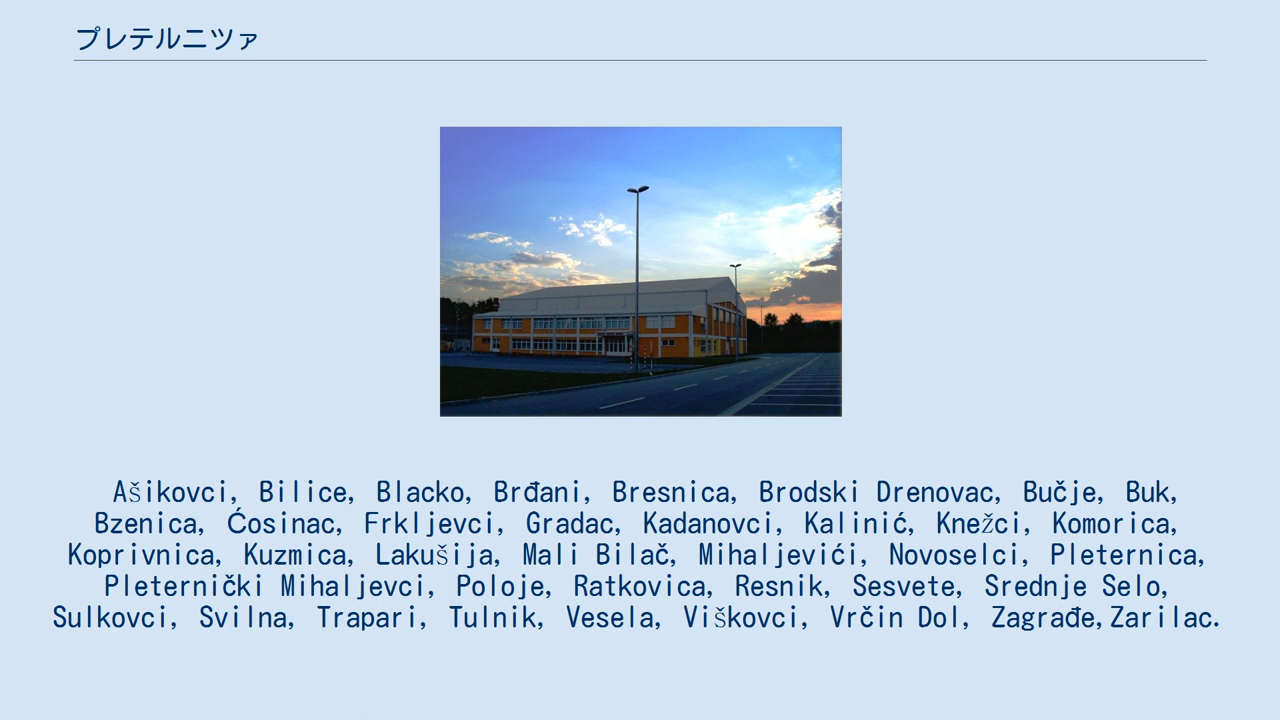 プレテルニツァ
Ašikovci, Bilice, Blacko, Brđani, Bresnica, Brodski Drenovac, Bučje, Buk,
Bzenica, Ćosinac, Frkljevci, Gradac, Kadanovci, Kalinić, Knežci, Komorica,
Koprivnica, Kuzmica, Lakušija, Mali Bilač, Mihaljevići, Novoselci, Pleternica,
Pleternički Mihaljevci, Poloje, Ratkovica, Resnik, Sesvete, Srednje Selo,
Sulkovci, Svilna, Trapari, Tulnik, Vesela, Viškovci, Vrčin Dol, Zagrađe, Zarilac.